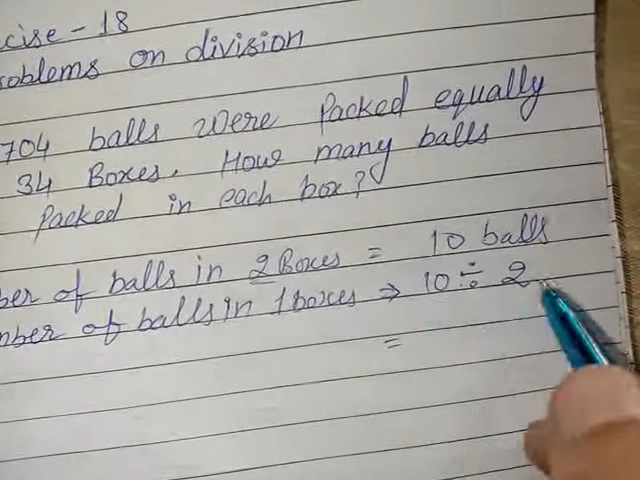 cise - 18
roblems on division
704 balls were Packed equally
34 Boxes. How many balls
Packed in each box?
ber of balls in 2 Boxes = 10 balls
mber of balls in 1 boxes → 10 ÷ 2
=